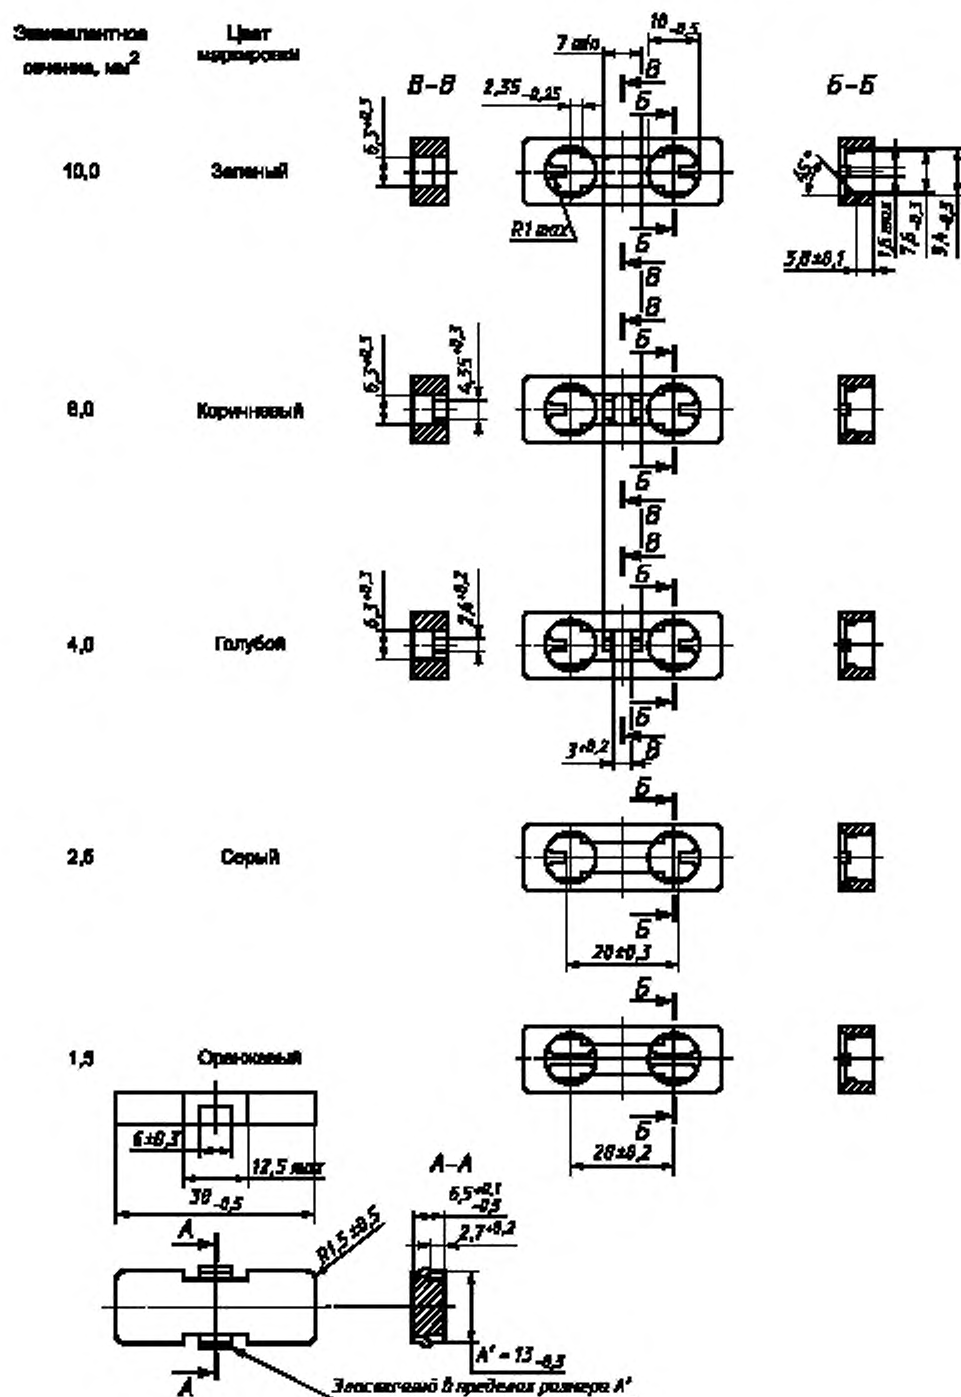 Эквивалентное сечение, мм²
Цвет маркировки
7 min
10₋₀,₅
В-В
2,35₋₀,₂₅
В
Б
Б-Б
6,3⁺⁰,³
10,0
Зеленый
45°
R1 max
Б
В
3,8±0,1
1,6 max
7,6₋₀,₃
9,4₋₀,₃
В
Б
6,3⁺⁰,³
4,35⁺⁰,³
6,0
Коричневый
Б
В
В
Б
6,3⁺⁰,³
2,6⁺⁰,²
4,0
Голубой
Б
3⁺⁰,²
В
Б
2,5
Серый
Б
20±0,3
Б
1,5
Оранжевый
Б
20±0,2
6±0,3
12,5 max
38₋₀,₅
А-А
6,5⁺⁰,¹₋₀,₃
2,7⁺⁰,²
А
R1,5±0,5
А' = 13₋₀,₃
А
Эластично в пределах размера А'